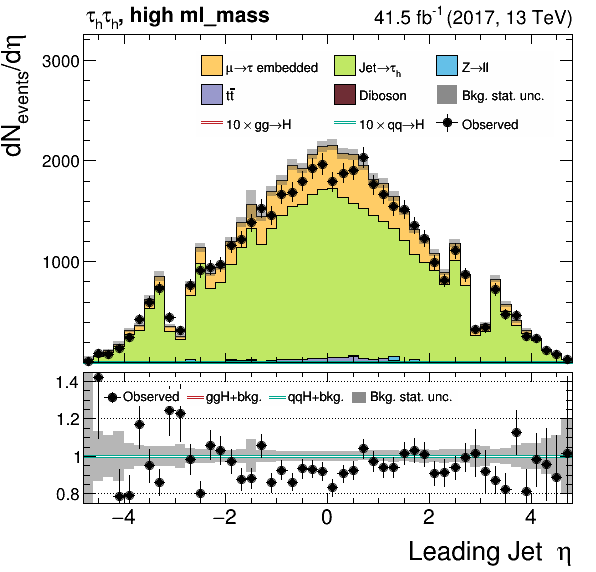 τhτh, high ml_mass 41.5 fb-1 (2017, 13 TeV)
dNevents/dη
3000
2000
1000
μ→τ embedded Jet→τh Z→ll
tt̄ Diboson Bkg. stat. unc.
10 × gg→H 10 × qq→H Observed
1.4
1.2
1
0.8
Observed ggH+bkg. qqH+bkg. Bkg. stat. unc.
−4 −2 0 2 4
Leading Jet η